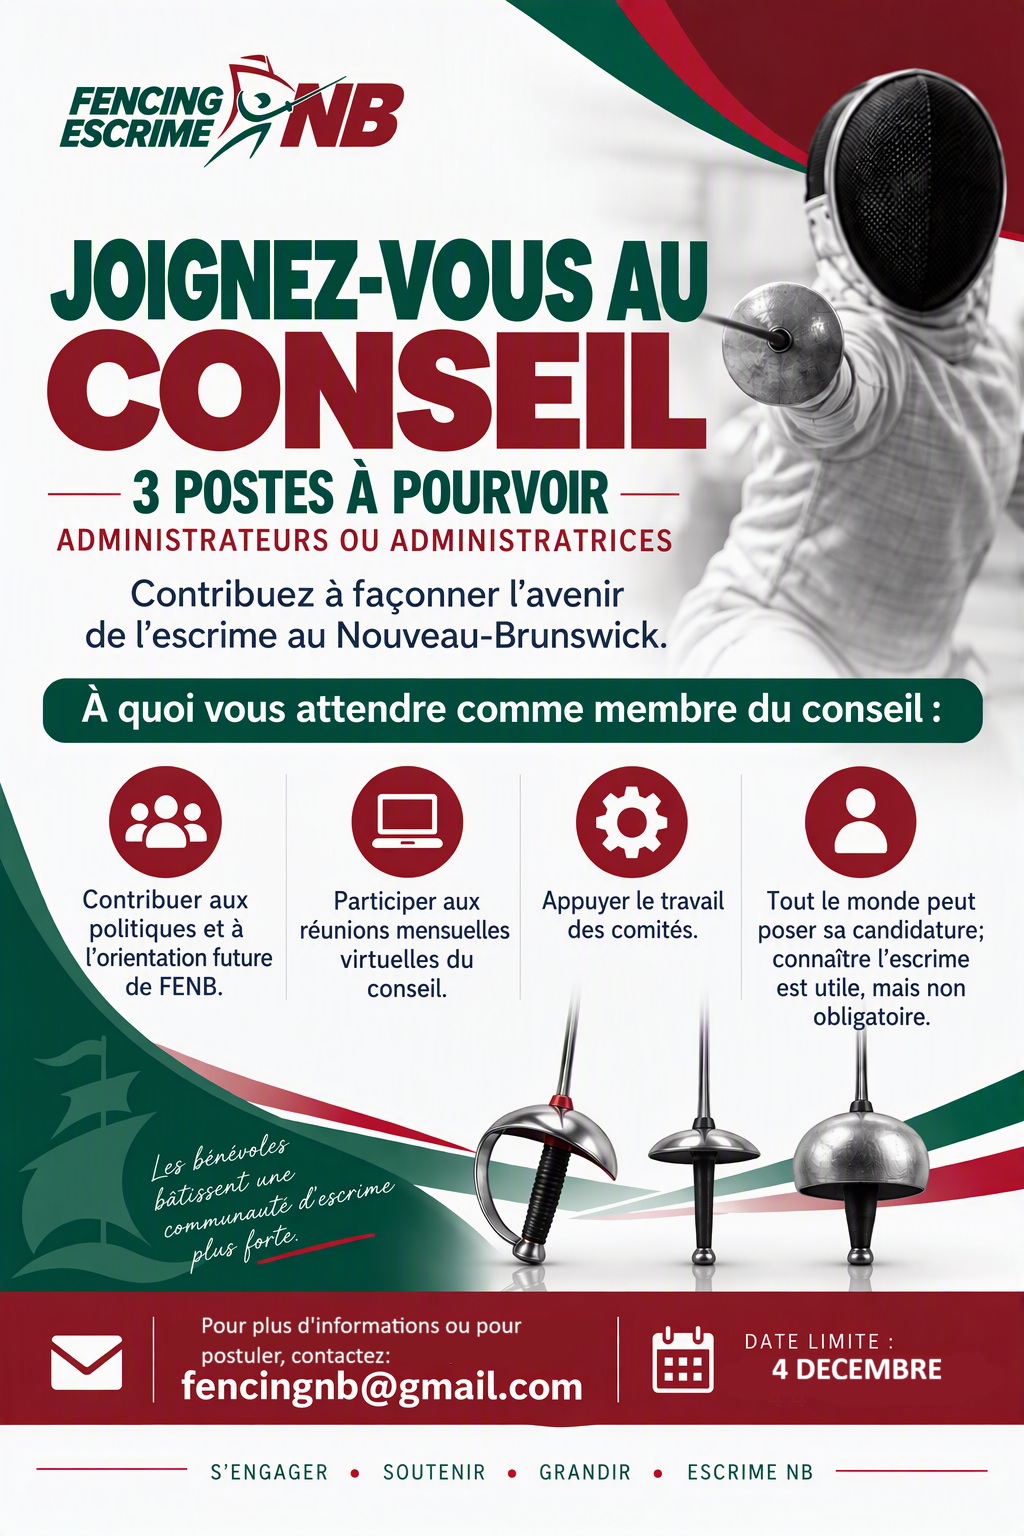 FENCING
ESCRIME
NB
JOIGNEZ-VOUS AU
CONSEIL
3 POSTES À POURVOIR
ADMINISTRATEURS OU ADMINISTRATRICES
Contribuez à façonner l’avenir
de l’escrime au Nouveau-Brunswick.
À quoi vous attendre comme membre du conseil :
Contribuer aux
politiques et à
l’orientation future
de FENB.
Participer aux
réunions mensuelles
virtuelles du
conseil.
Appuyer le travail
des comités.
Tout le monde peut
poser sa candidature;
connaître l’escrime
est utile, mais non
obligatoire.
Les bénévoles
bâtissent une
communauté d'escrime
plus forte.
Pour plus d'informations ou pour
postuler, contactez:
fencingnb@gmail.com
DATE LIMITE :
4 DECEMBRE
S’ENGAGER • SOUTENIR • GRANDIR • ESCRIME NB